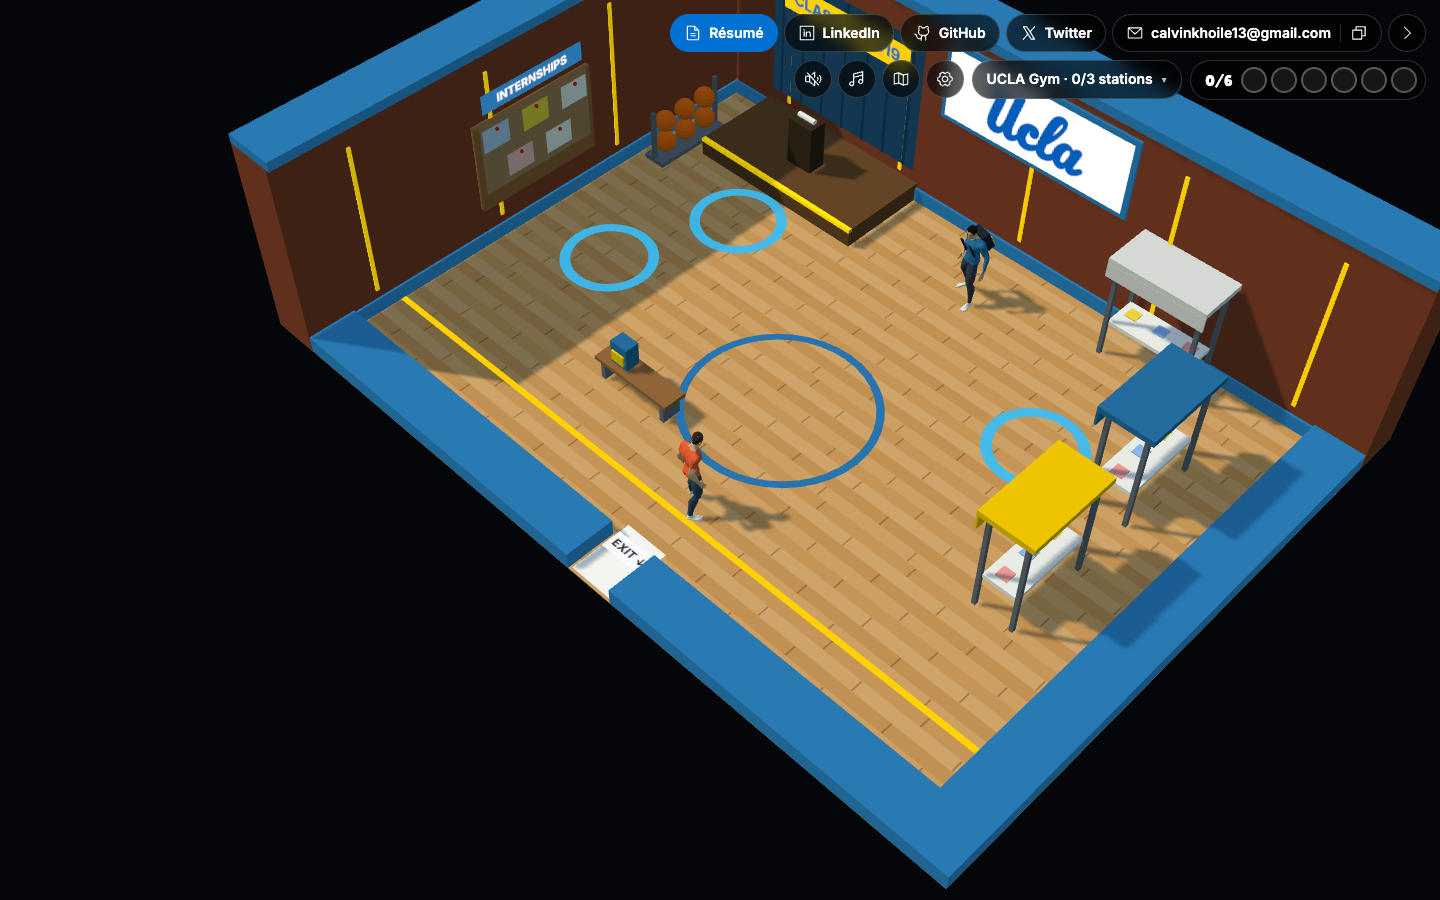 Résumé
LinkedIn
GitHub
Twitter
calvinkhoile13@gmail.com
UCLA Gym · 0/3 stations
0/6
INTERNSHIPS
Ucla
EXIT ↓